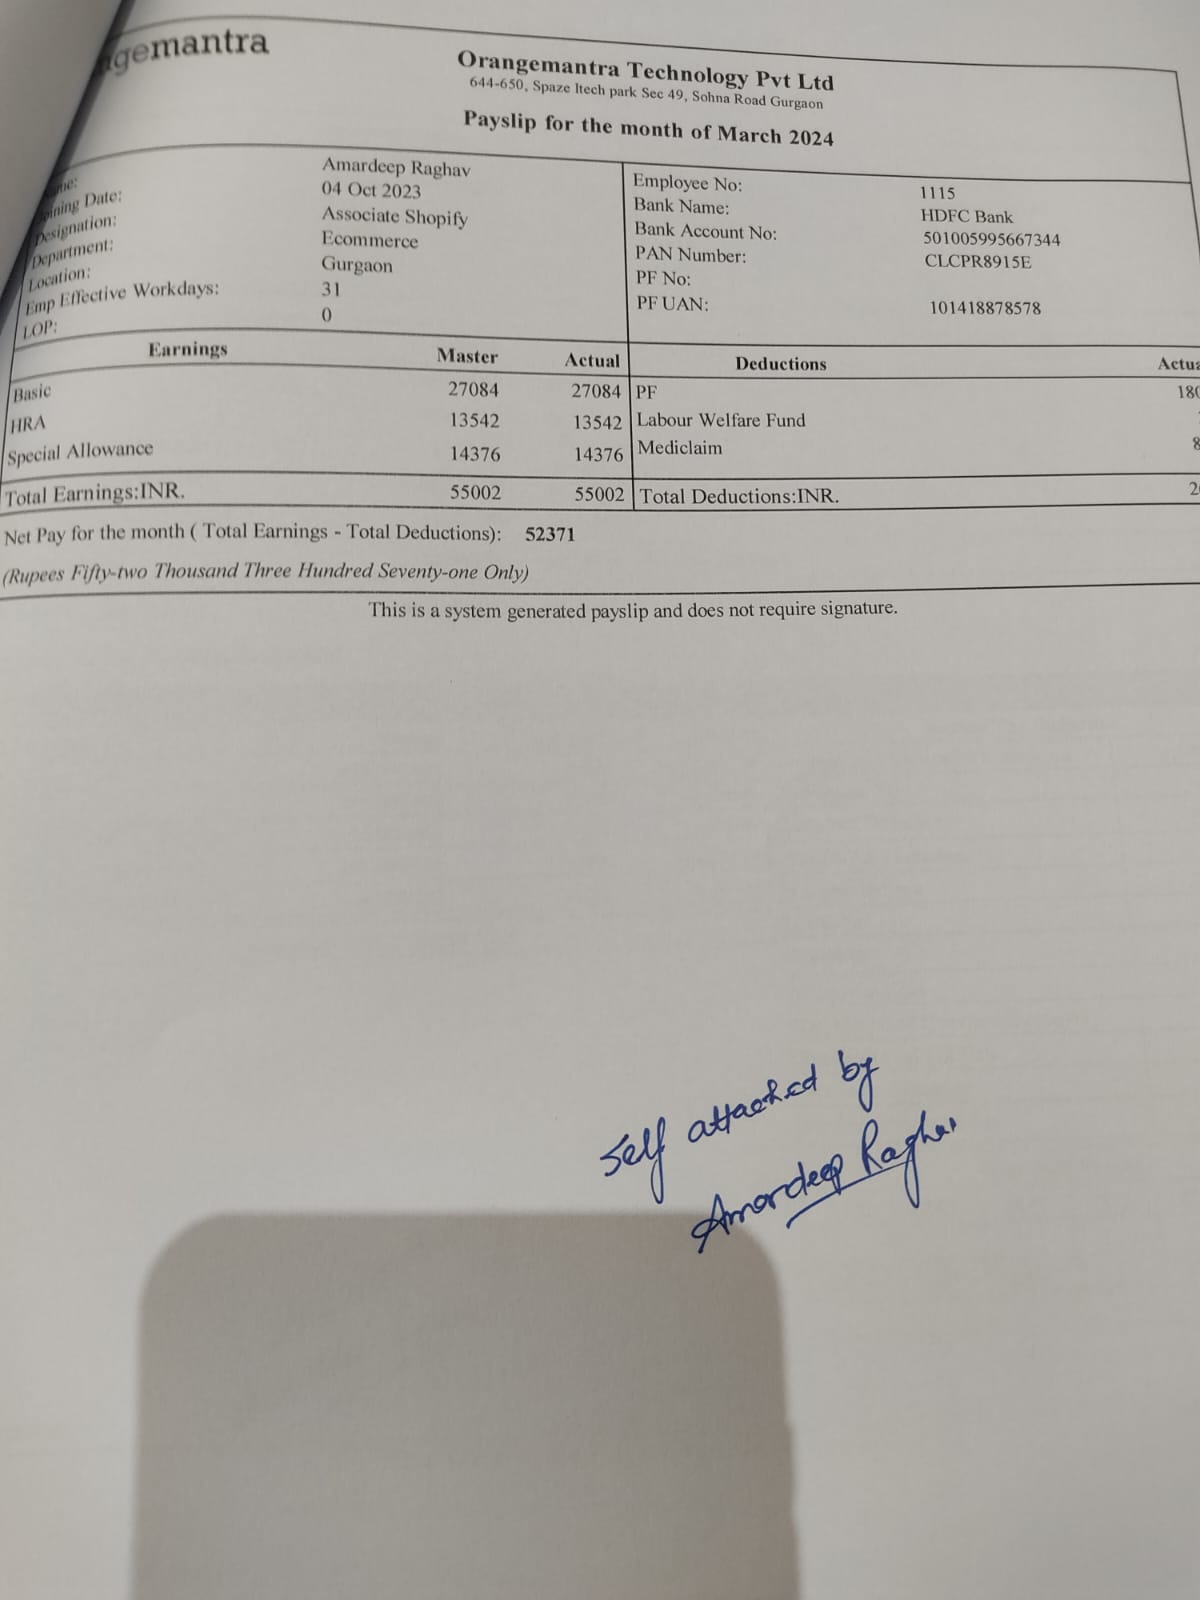 gemantra
Orangemantra Technology Pvt Ltd
644-650, Spaze Itech park Sec 49, Sohna Road Gurgaon
Payslip for the month of March 2024
Amardeep Raghav
Joining Date: 04 Oct 2023
Designation: Associate Shopify
Department: Ecommerce
Location: Gurgaon
Emp Effective Workdays: 31
LOP: 0
Employee No: 1115
Bank Name: HDFC Bank
Bank Account No: 501005995667344
PAN Number: CLCPR8915E
PF No:
PF UAN: 101418878578
Earnings Master Actual Deductions
Basic 27084 27084 PF
HRA 13542 13542 Labour Welfare Fund
Special Allowance 14376 14376 Mediclaim
Total Earnings:INR. 55002 55002 Total Deductions:INR.
Net Pay for the month ( Total Earnings - Total Deductions): 52371
(Rupees Fifty-two Thousand Three Hundred Seventy-one Only)
This is a system generated payslip and does not require signature.
Self attached by
Amardeep Raghav